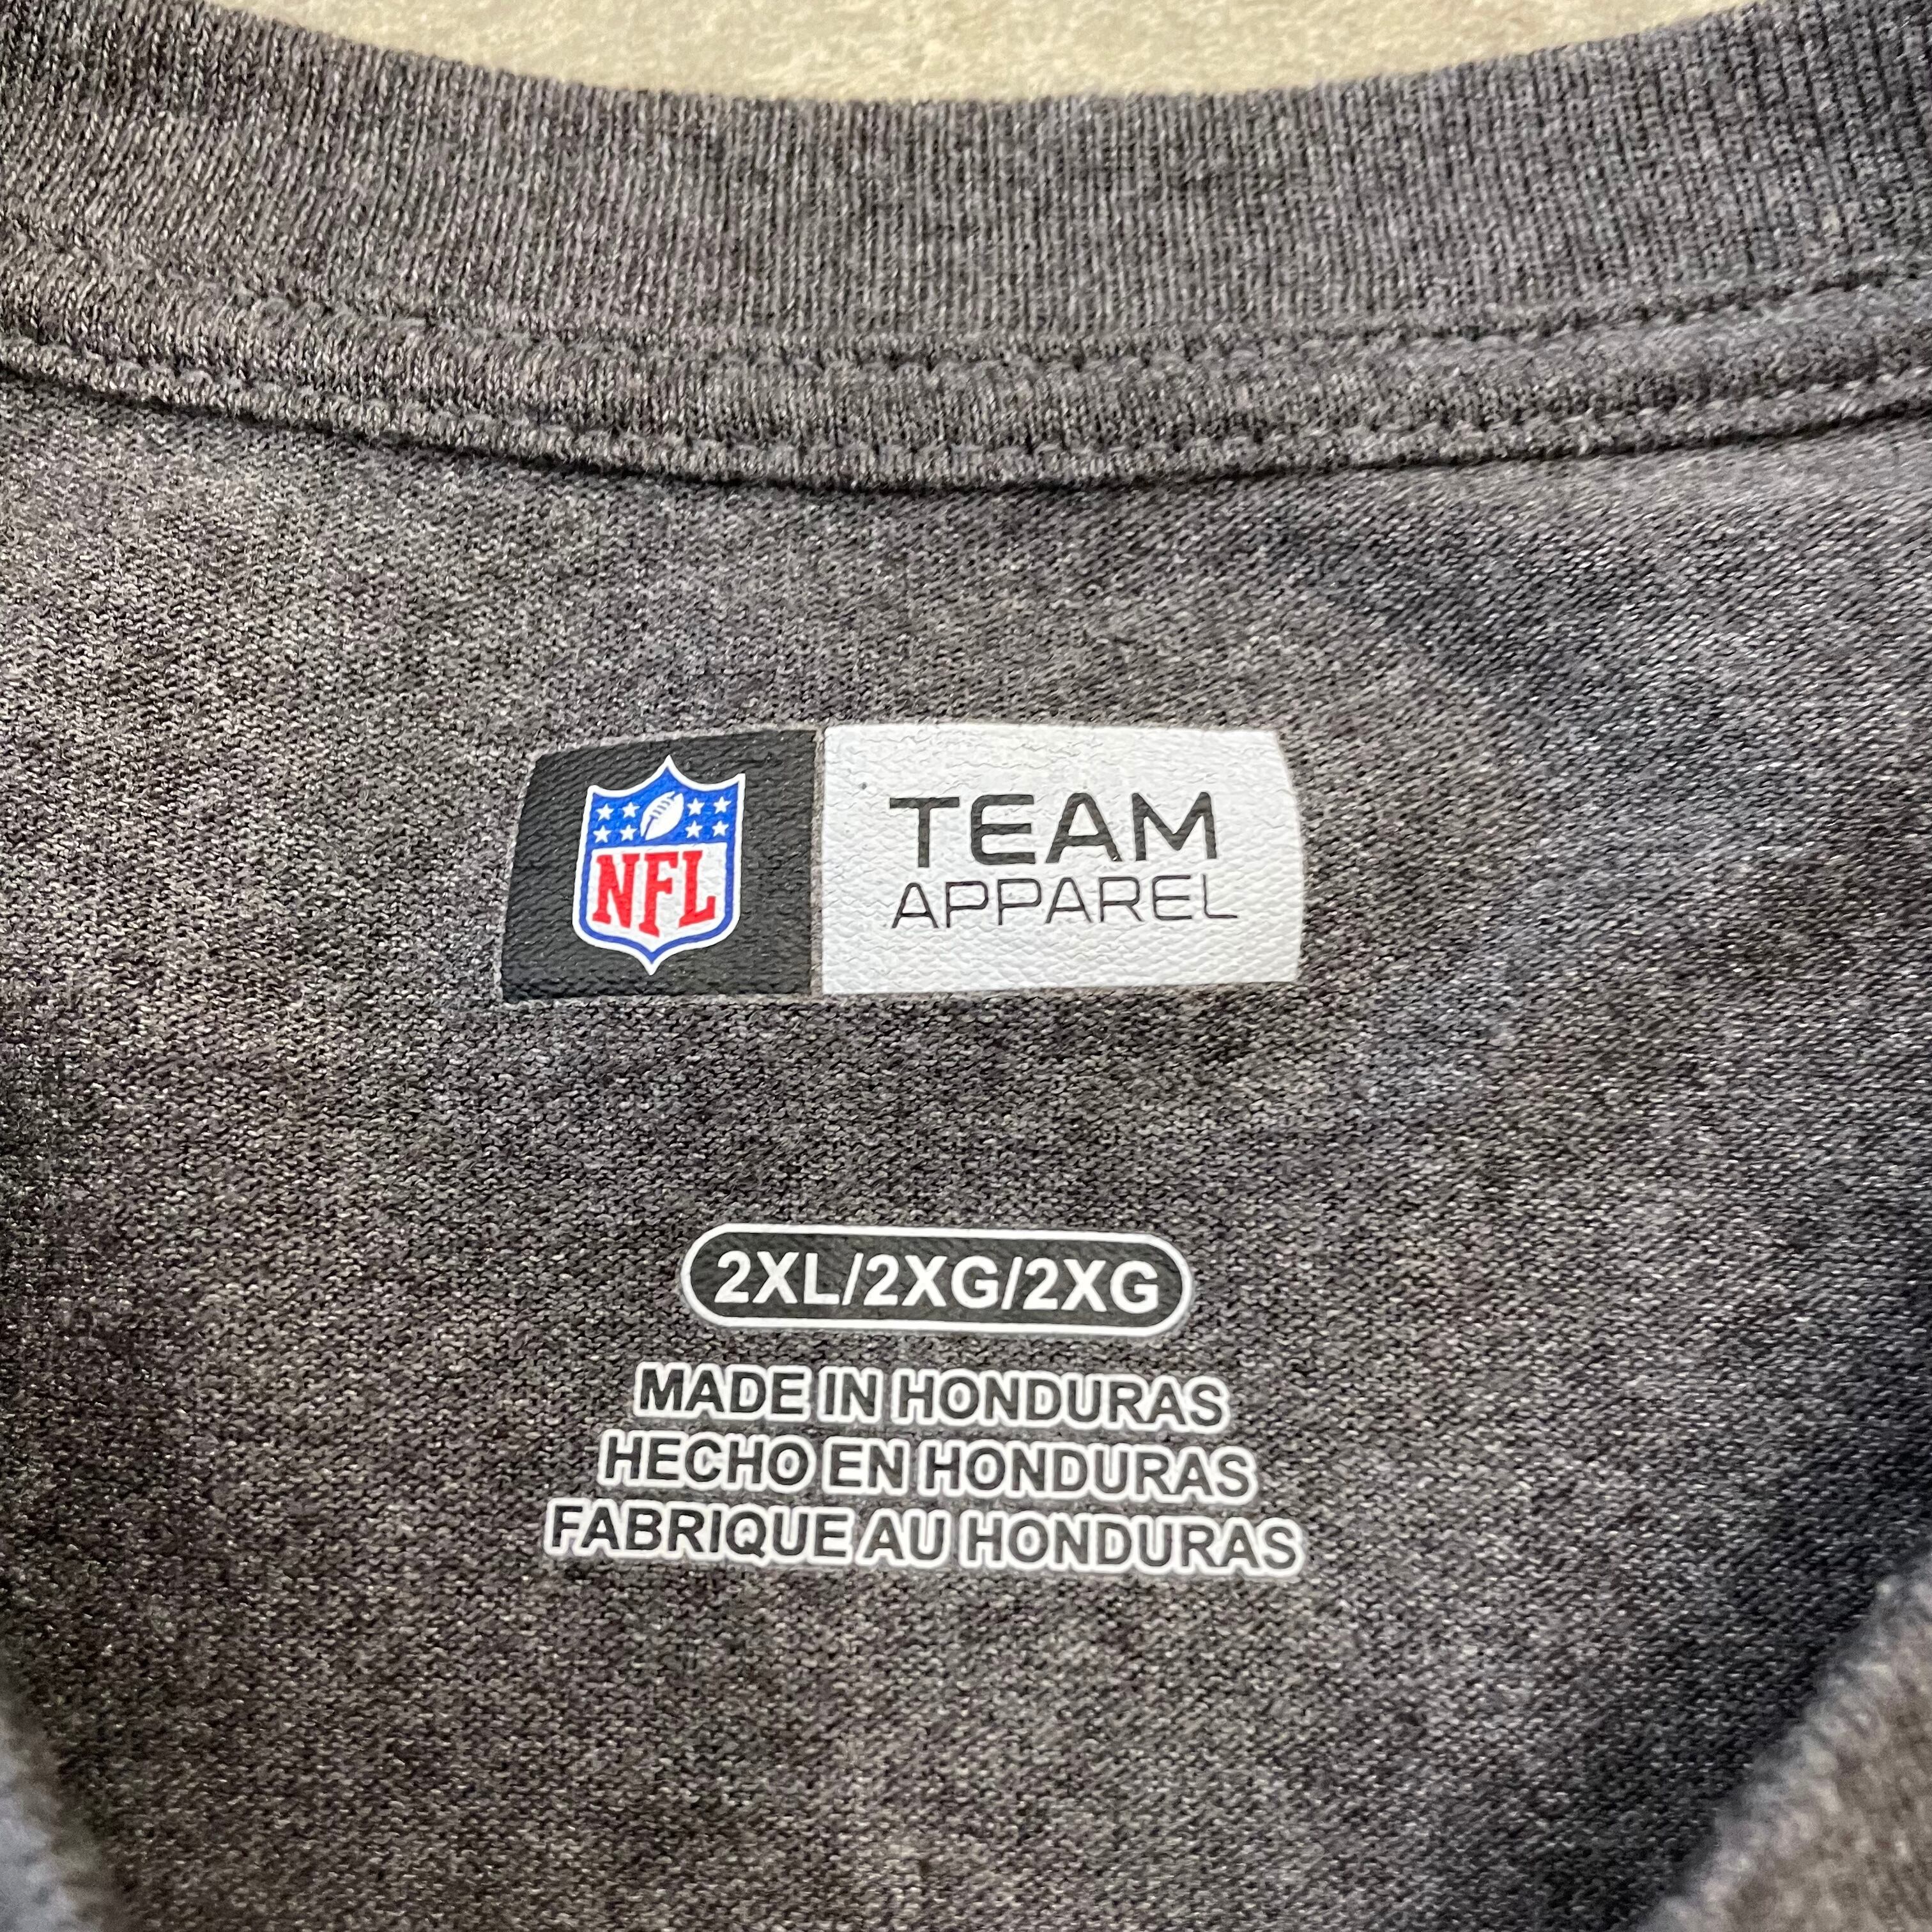 NFL
TEAM
APPAREL
2XL/2XG/2XG
MADE IN HONDURAS
HECHO EN HONDURAS
FABRIQUE AU HONDURAS